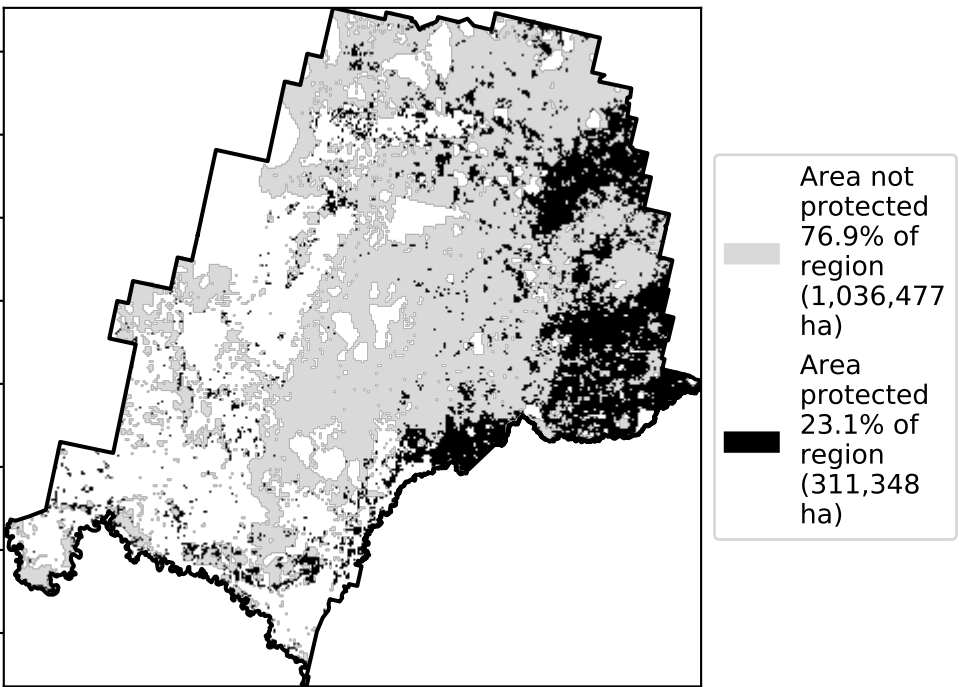 Area not
protected
76.9% of
region
(1,036,477
ha)
Area
protected
23.1% of
region
(311,348
ha)